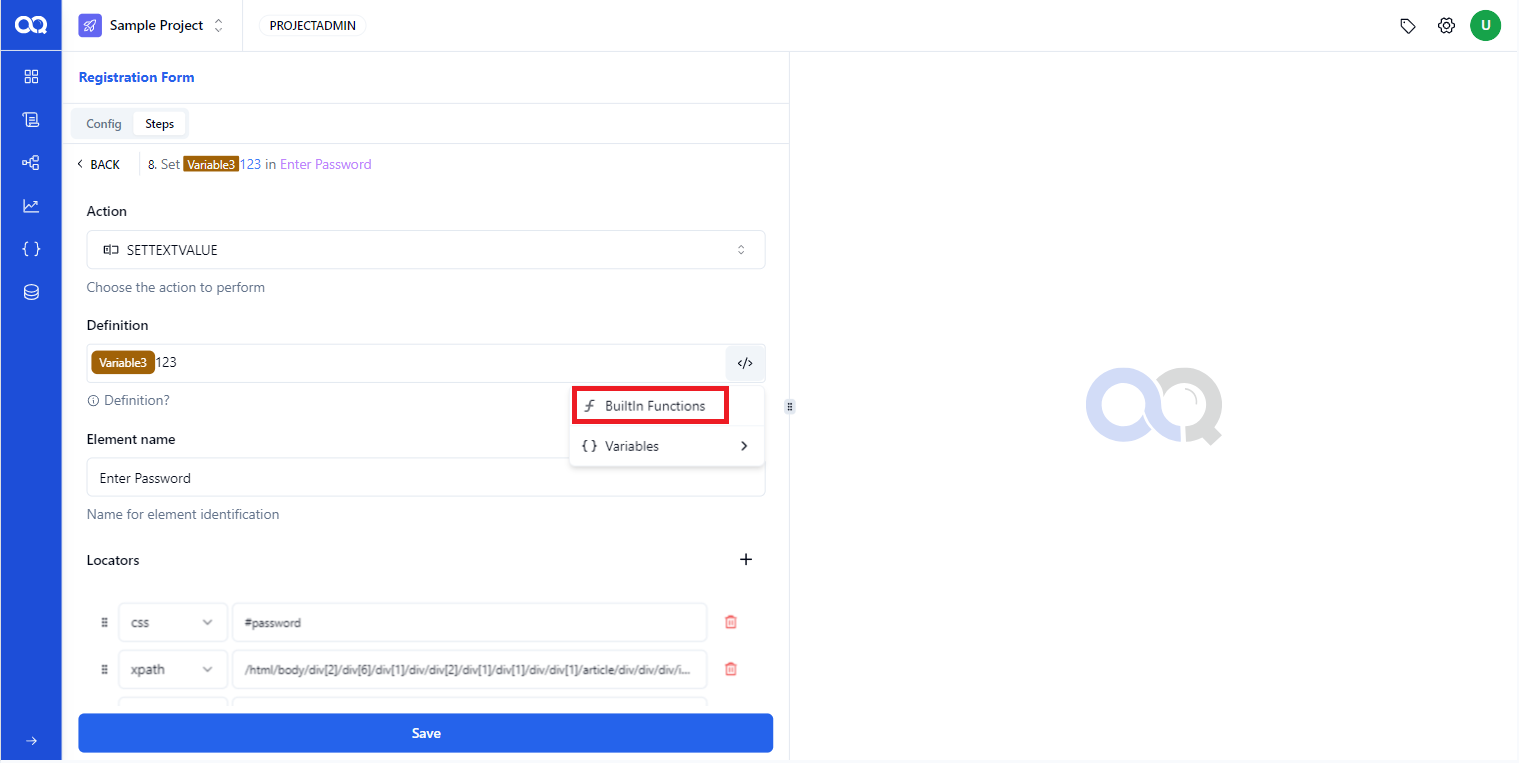 Sample Project
PROJECTADMIN
U
Registration Form
Config
Steps
BACK
8. Set Variable3 123 in Enter Password
Action
SETTEXTVALUE
Choose the action to perform
Definition
Variable3 123
</>
Definition?
BuiltIn Functions
{ } Variables
Element name
Enter Password
Name for element identification
Locators
css
#password
xpath
/html/body/div[2]/div[6]/div[1]/div/div[2]/div[1]/div[1]/div/div[1]/article/div/div/div/i...
Save